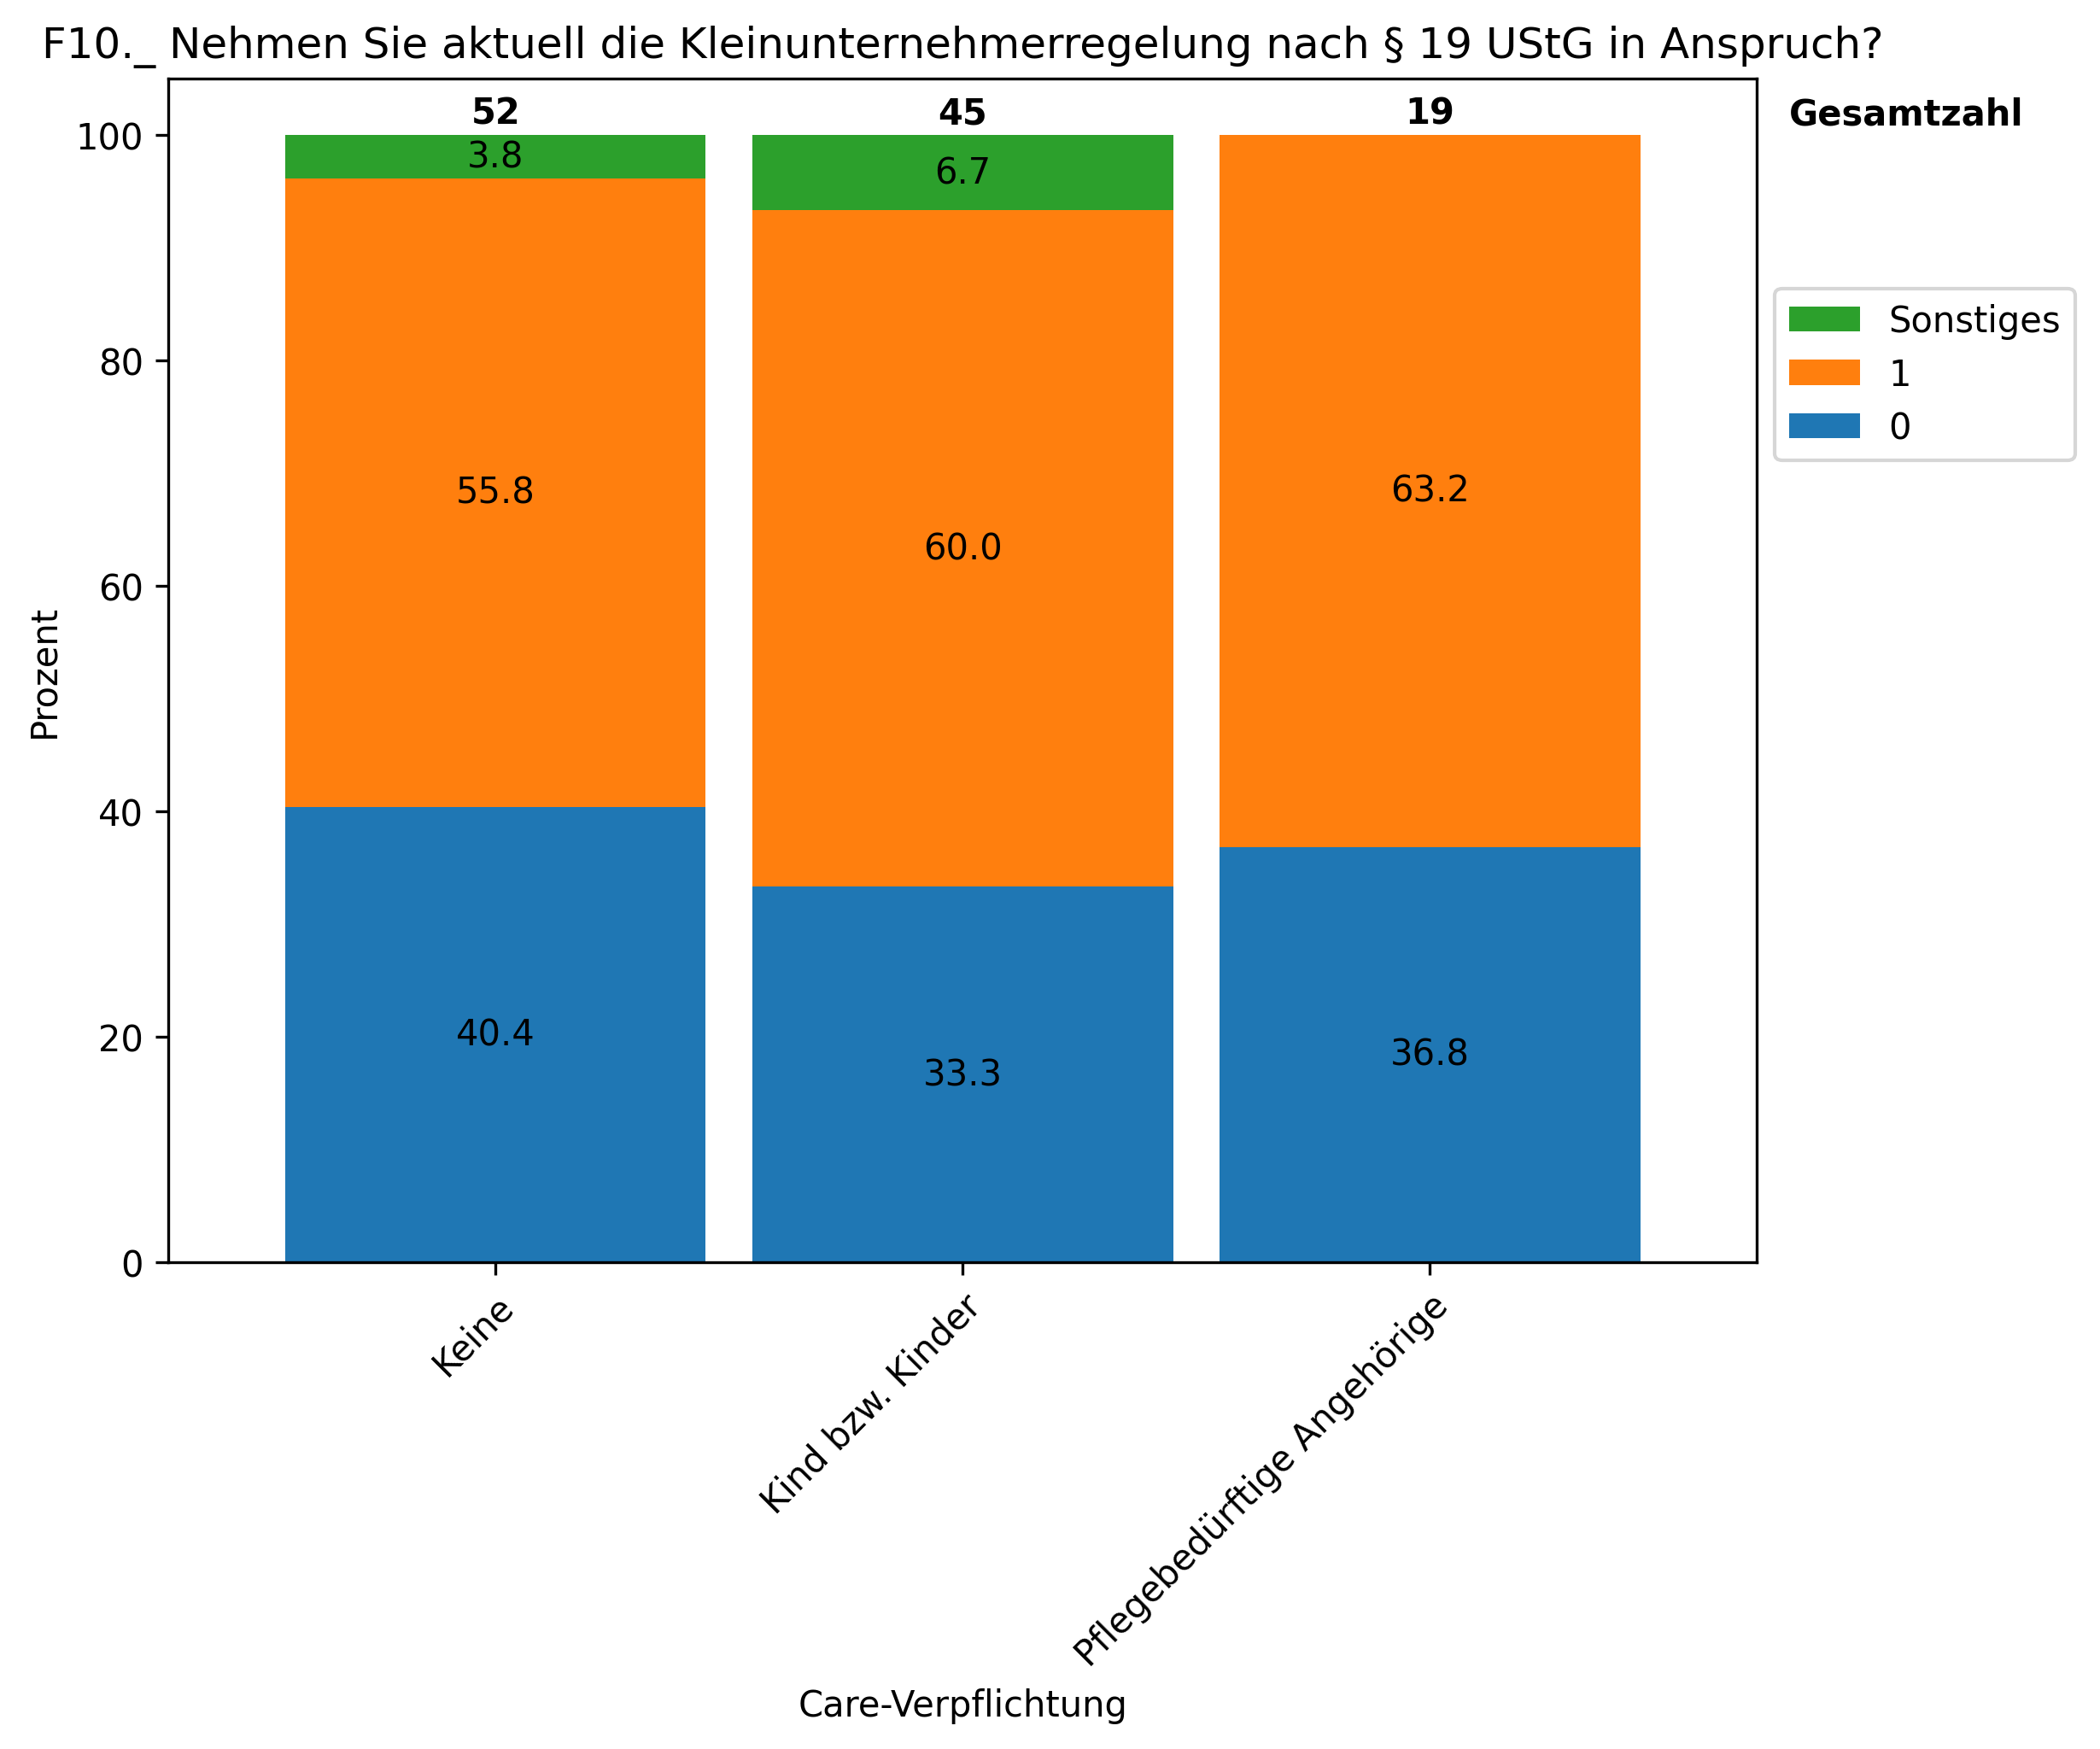 F10._ Nehmen Sie aktuell die Kleinunternehmerregelung nach § 19 UStG in Anspruch?
52
45
19
Gesamtzahl
100
80
60
40
20
0
Prozent
3.8
6.7
55.8
60.0
63.2
40.4
33.3
36.8
Sonstiges
1
0
Keine
Kind bzw. Kinder
Pflegebedürftige Angehörige
Care-Verpflichtung